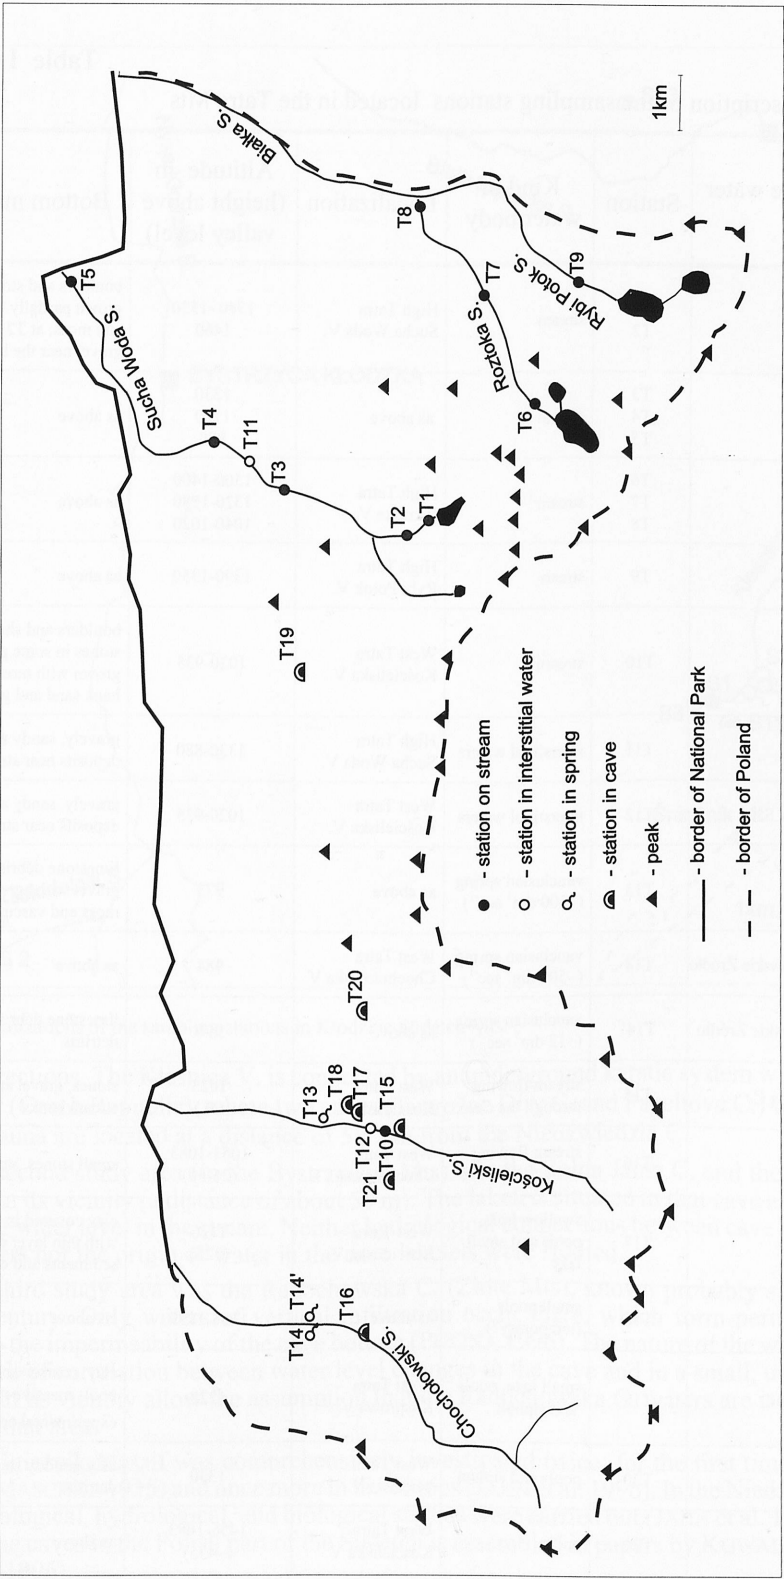 Chochołowski S.
T14
T14'
T16
Kościeliski S.
T21
T10
T12
T15
T13
T18
T17
T20
T19
T1
T2
T3
T11
T4
Sucha Woda S.
T5
T6
Roztoka S.
T7
T8
Rybi Potok S.
T9
Białka S.
1km
- station on stream
- station in interstitial water
- station in spring
- station in cave
- peak
- border of National Park
- border of Poland